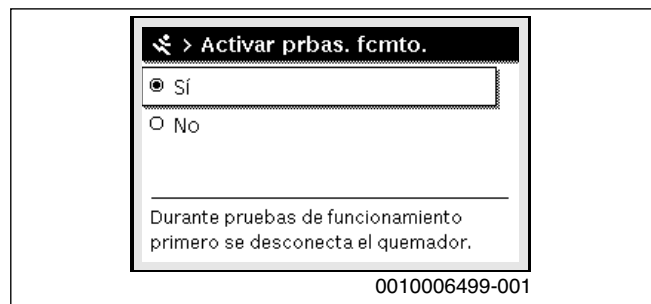 > Activar prbas. fcmto.
Sí
No
Durante pruebas de funcionamiento
primero se desconecta el quemador.
0010006499-001